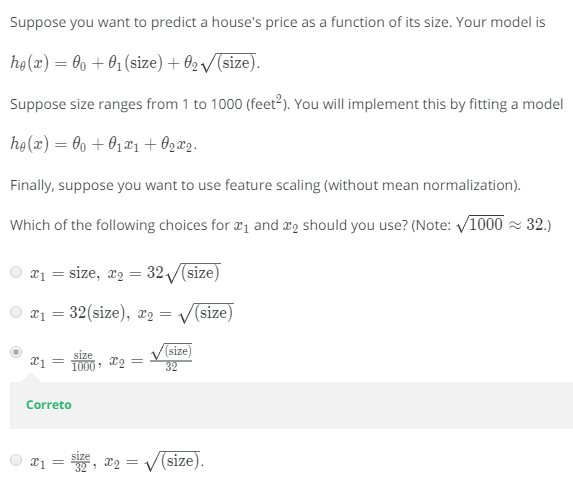 Suppose you want to predict a house's price as a function of its size. Your model is
hθ(x) = θ₀ + θ₁(size) + θ₂√(size).
Suppose size ranges from 1 to 1000 (feet²). You will implement this by fitting a model
hθ(x) = θ₀ + θ₁x₁ + θ₂x₂.
Finally, suppose you want to use feature scaling (without mean normalization).
Which of the following choices for x₁ and x₂ should you use? (Note: √1000 ≈ 32.)
x₁ = size, x₂ = 32√(size)
x₁ = 32(size), x₂ = √(size)
x₁ = size/1000, x₂ = √(size)/32
Correto
x₁ = size/32, x₂ = √(size).